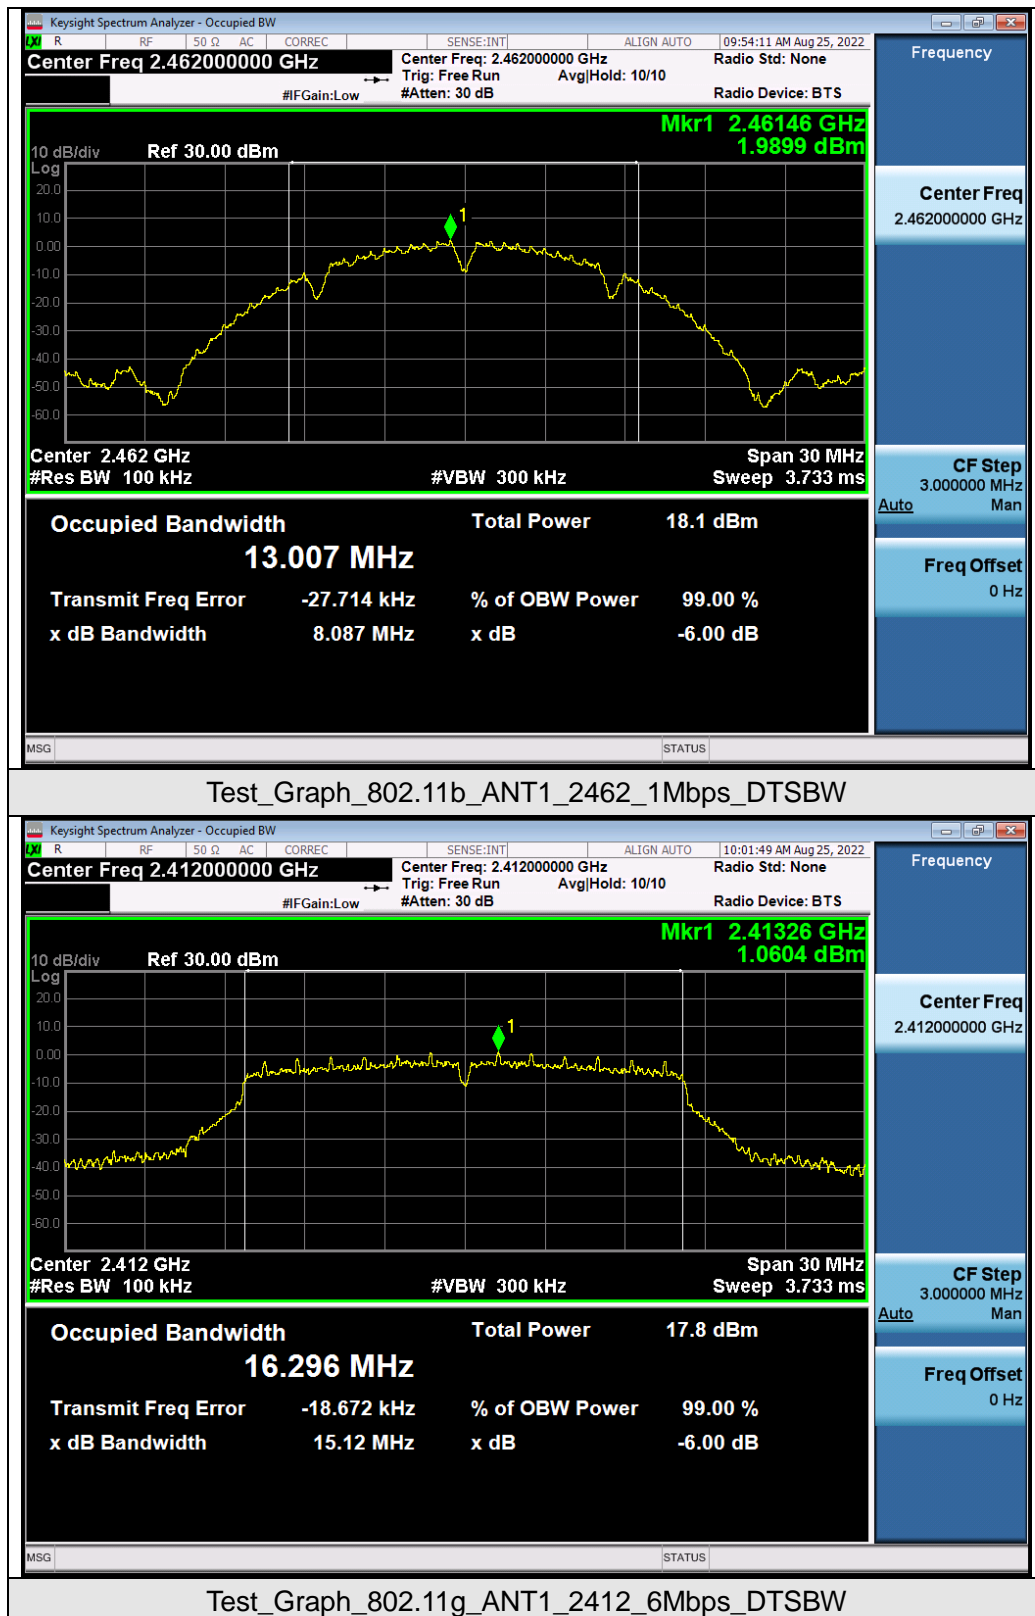 Keysight Spectrum Analyzer - Occupied BW
LXI R RF 50 Ω AC CORREC SENSE:INT ALIGN AUTO 09:54:11 AM Aug 25, 2022
Center Freq 2.462000000 GHz
Center Freq: 2.462000000 GHz
Radio Std: None
Trig: Free Run Avg|Hold: 10/10
#IFGain:Low #Atten: 30 dB Radio Device: BTS
Frequency
Mkr1 2.46146 GHz
1.9899 dBm
10 dB/div Ref 30.00 dBm
Log
20.0
10.0
0.00
-10.0
-20.0
-30.0
-40.0
-50.0
-60.0
1
Center Freq
2.462000000 GHz
Center 2.462 GHz Span 30 MHz
#Res BW 100 kHz #VBW 300 kHz Sweep 3.733 ms
CF Step
3.000000 MHz
Auto Man
Occupied Bandwidth Total Power 18.1 dBm
13.007 MHz
Transmit Freq Error -27.714 kHz % of OBW Power 99.00 %
x dB Bandwidth 8.087 MHz x dB -6.00 dB
Freq Offset
0 Hz
MSG STATUS
Test_Graph_802.11b_ANT1_2462_1Mbps_DTSBW
Keysight Spectrum Analyzer - Occupied BW
LXI R RF 50 Ω AC CORREC SENSE:INT ALIGN AUTO 10:01:49 AM Aug 25, 2022
Center Freq 2.412000000 GHz
Center Freq: 2.412000000 GHz
Radio Std: None
Trig: Free Run Avg|Hold: 10/10
#IFGain:Low #Atten: 30 dB Radio Device: BTS
Frequency
Mkr1 2.41326 GHz
1.0604 dBm
10 dB/div Ref 30.00 dBm
Log
20.0
10.0
0.00
-10.0
-20.0
-30.0
-40.0
-50.0
-60.0
1
Center Freq
2.412000000 GHz
Center 2.412 GHz Span 30 MHz
#Res BW 100 kHz #VBW 300 kHz Sweep 3.733 ms
CF Step
3.000000 MHz
Auto Man
Occupied Bandwidth Total Power 17.8 dBm
16.296 MHz
Transmit Freq Error -18.672 kHz % of OBW Power 99.00 %
x dB Bandwidth 15.12 MHz x dB -6.00 dB
Freq Offset
0 Hz
MSG STATUS
Test_Graph_802.11g_ANT1_2412_6Mbps_DTSBW